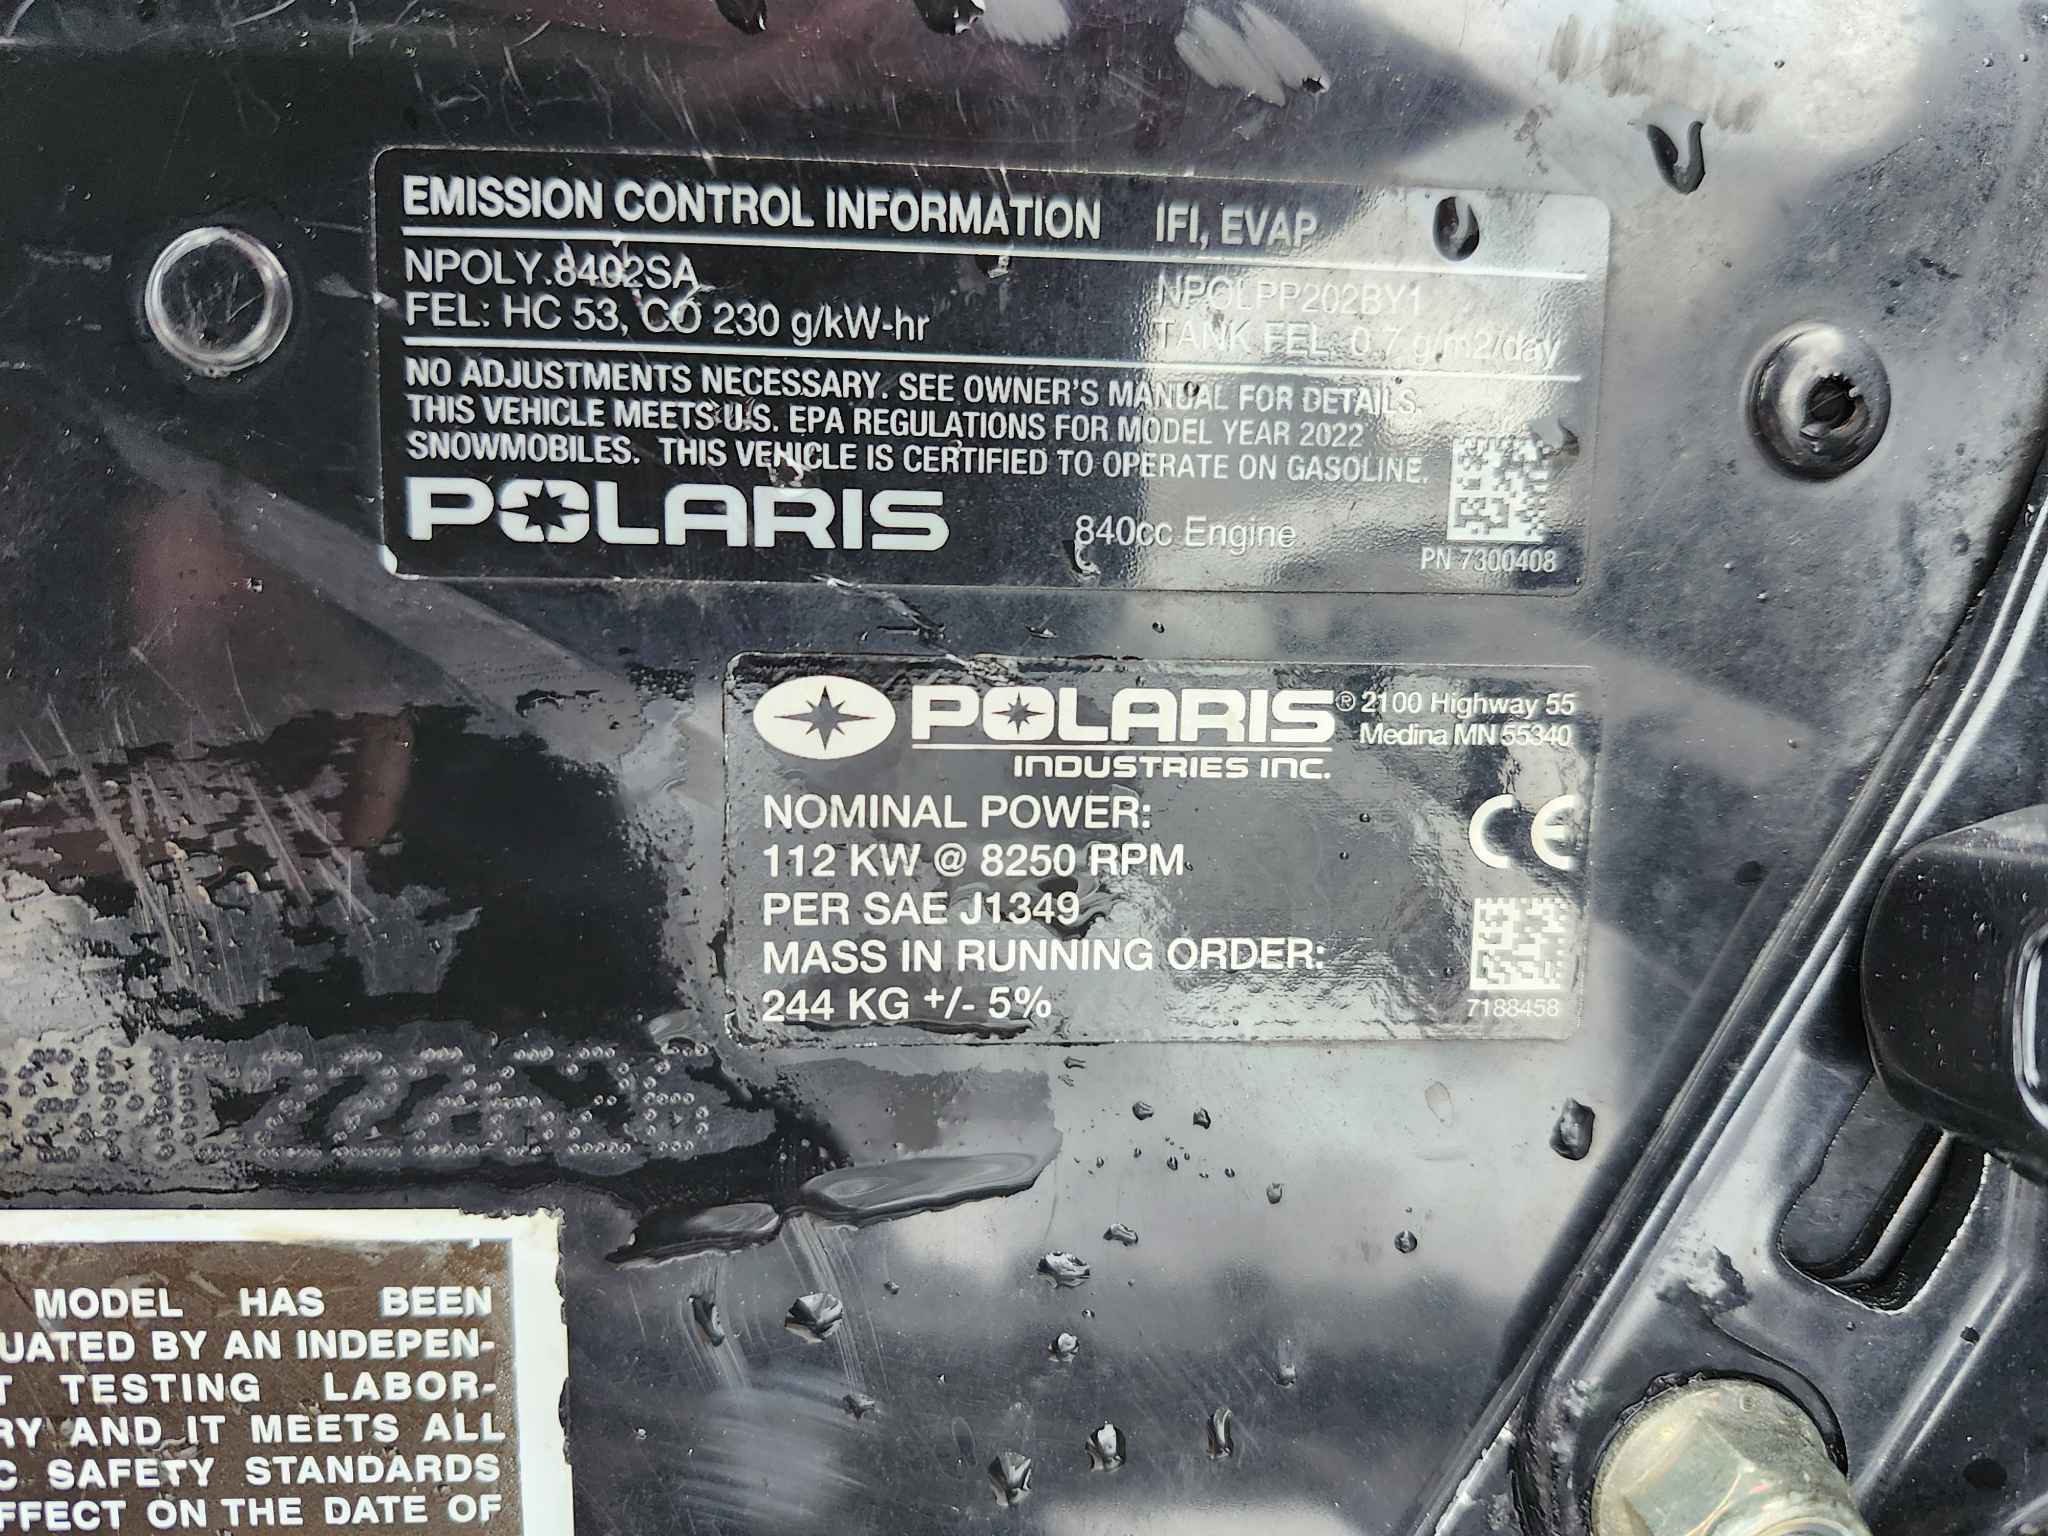 EMISSION CONTROL INFORMATION IFI, EVAP
NPOLY.8402SA NPOLPP202BY1
FEL: HC 53, CO 230 g/kW-hr TANK FEL: 0.7 g/m2/day
NO ADJUSTMENTS NECESSARY. SEE OWNER'S MANUAL FOR DETAILS.
THIS VEHICLE MEETS U.S. EPA REGULATIONS FOR MODEL YEAR 2022
SNOWMOBILES. THIS VEHICLE IS CERTIFIED TO OPERATE ON GASOLINE.
POLARIS 840cc Engine
PN 7300408
POLARIS® 2100 Highway 55
INDUSTRIES INC. Medina MN 55340
NOMINAL POWER:
112 KW @ 8250 RPM
PER SAE J1349
MASS IN RUNNING ORDER:
244 KG +/- 5%
CE
7188458
MODEL HAS BEEN
UATED BY AN INDEPEN-
T TESTING LABOR-
RY AND IT MEETS ALL
C SAFETY STANDARDS
FFECT ON THE DATE OF